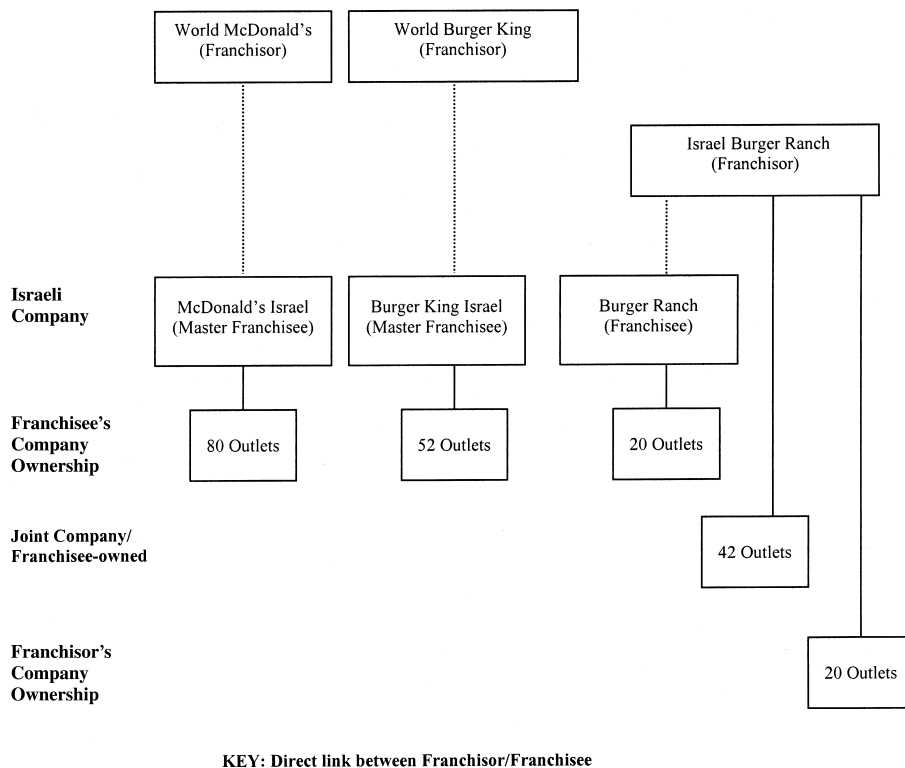 World McDonald's
(Franchisor)
World Burger King
(Franchisor)
Israel Burger Ranch
(Franchisor)
Israeli
Company
McDonald's Israel
(Master Franchisee)
Burger King Israel
(Master Franchisee)
Burger Ranch
(Franchisee)
Franchisee's
Company
Ownership
80 Outlets
52 Outlets
20 Outlets
Joint Company/
Franchisee-owned
42 Outlets
Franchisor's
Company
Ownership
20 Outlets
KEY: Direct link between Franchisor/Franchisee